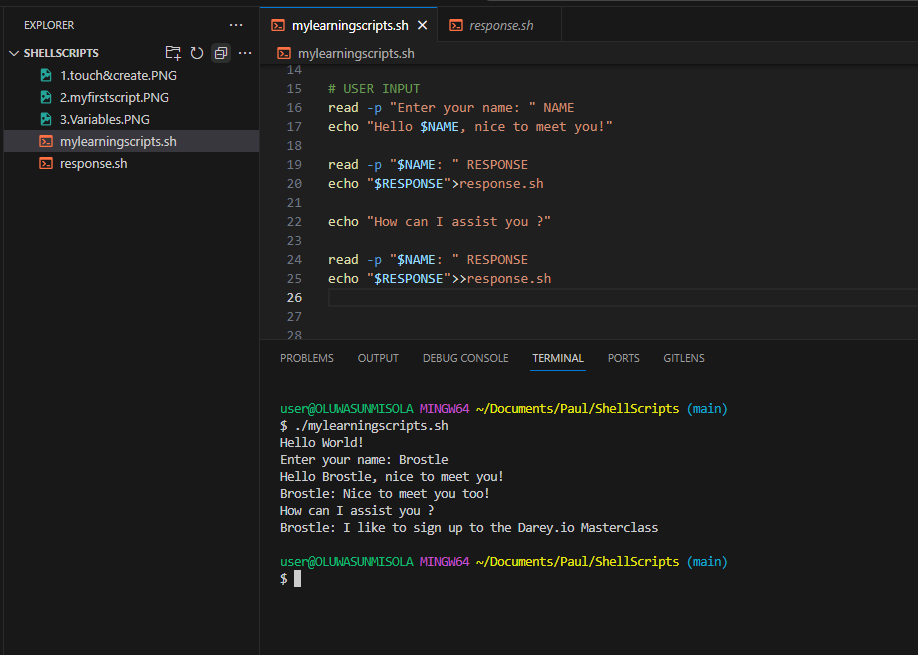 EXPLORER
SHELLSCRIPTS
1.touch&create.PNG
2.myfirstscript.PNG
3.Variables.PNG
mylearningscripts.sh
response.sh
mylearningscripts.sh response.sh
mylearningscripts.sh
14
15 # USER INPUT
16 read -p "Enter your name: " NAME
17 echo "Hello $NAME, nice to meet you!"
18
19 read -p "$NAME: " RESPONSE
20 echo "$RESPONSE">response.sh
21
22 echo "How can I assist you ?"
23
24 read -p "$NAME: " RESPONSE
25 echo "$RESPONSE">>response.sh
26
27
28
PROBLEMS OUTPUT DEBUG CONSOLE TERMINAL PORTS GITLENS
user@OLUWASUNMISOLA MINGW64 ~/Documents/Paul/ShellScripts (main)
$ ./mylearningscripts.sh
Hello World!
Enter your name: Brostle
Hello Brostle, nice to meet you!
Brostle: Nice to meet you too!
How can I assist you ?
Brostle: I like to sign up to the Darey.io Masterclass
user@OLUWASUNMISOLA MINGW64 ~/Documents/Paul/ShellScripts (main)
$